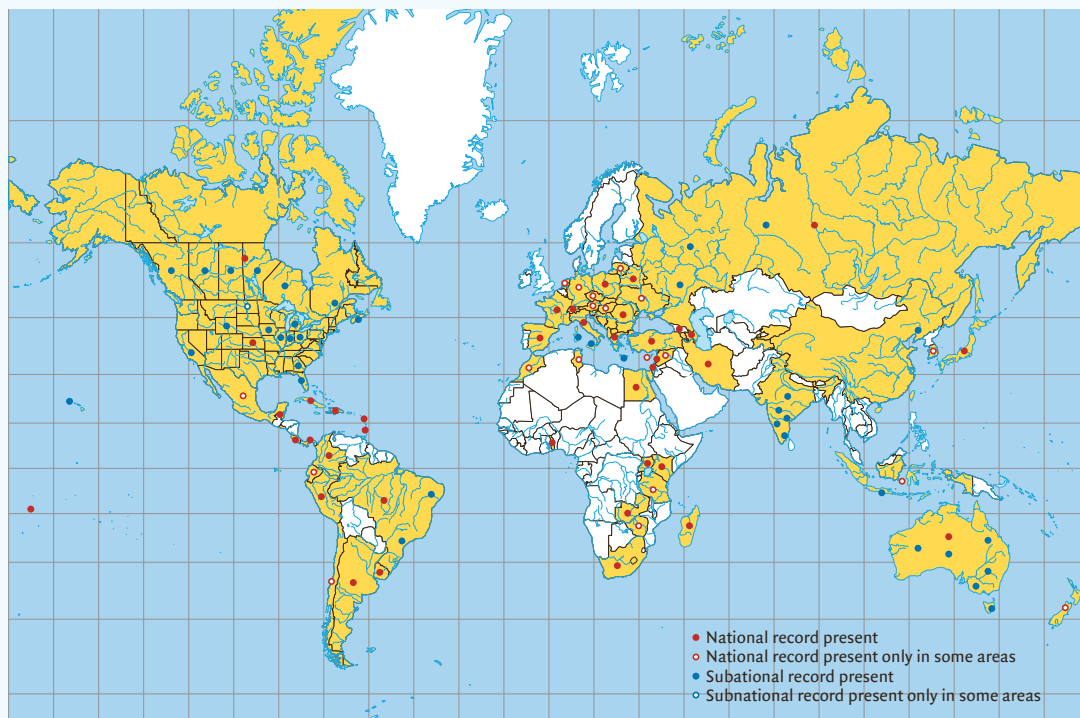 National record present
National record present only in some areas
Subational record present
Subnational record present only in some areas